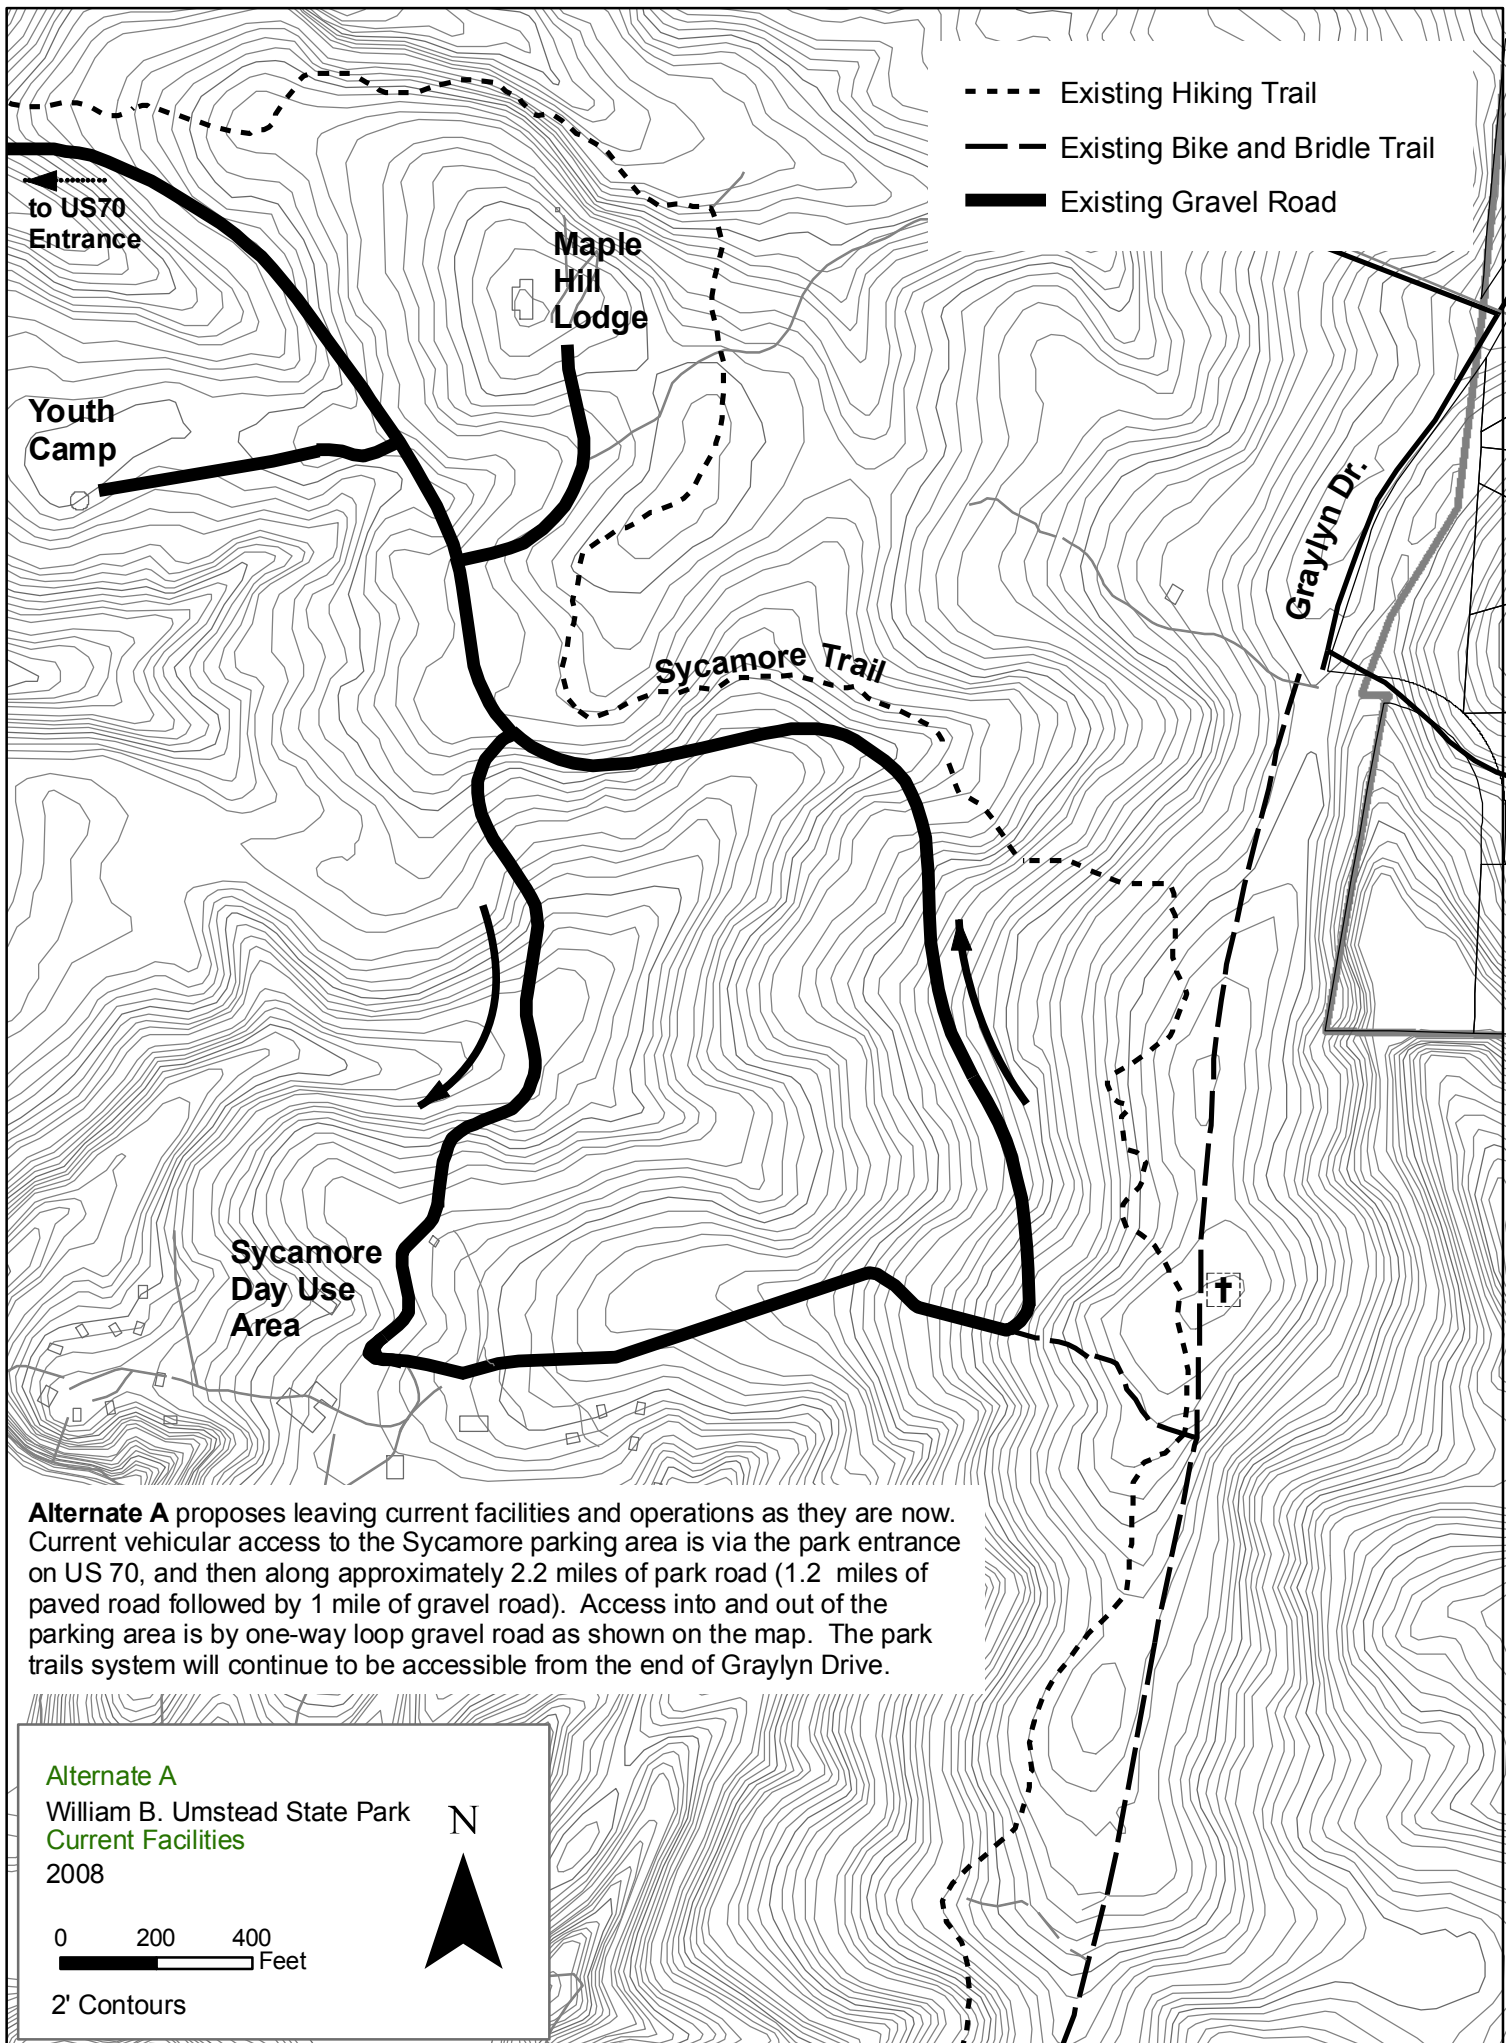 Existing Hiking Trail
Existing Bike and Bridle Trail
Existing Gravel Road
to US70
Entrance
Maple
Hill
Lodge
Youth
Camp
Graylyn Dr.
Sycamore Trail
Sycamore
Day Use
Area
Alternate A proposes leaving current facilities and operations as they are now.
Current vehicular access to the Sycamore parking area is via the park entrance
on US 70, and then along approximately 2.2 miles of park road (1.2 miles of
paved road followed by 1 mile of gravel road). Access into and out of the
parking area is by one-way loop gravel road as shown on the map. The park
trails system will continue to be accessible from the end of Graylyn Drive.
Alternate A
William B. Umstead State Park
Current Facilities
2008
N
0 200 400
Feet
2' Contours